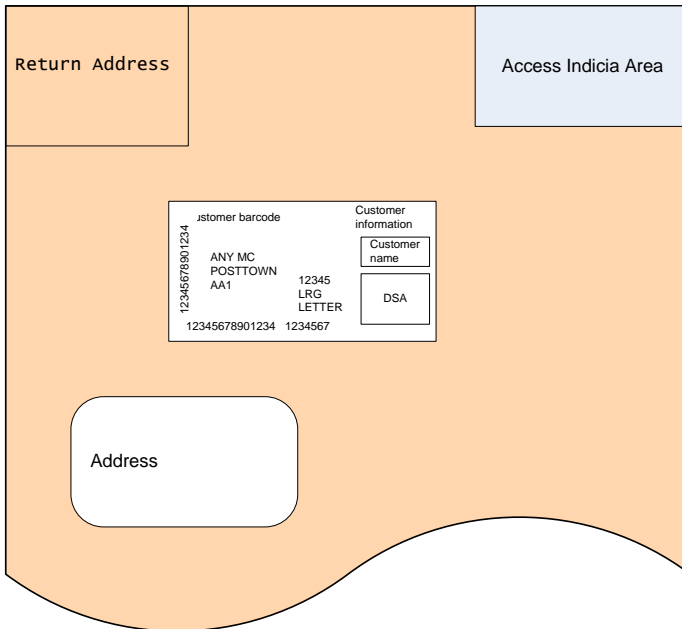 Return Address
Access Indicia Area
ustomer barcode
Customer
information
Customer
name
12345678901234
ANY MC
POSTTOWN
AA1
12345
LRG
LETTER
DSA
12345678901234 1234567
Address